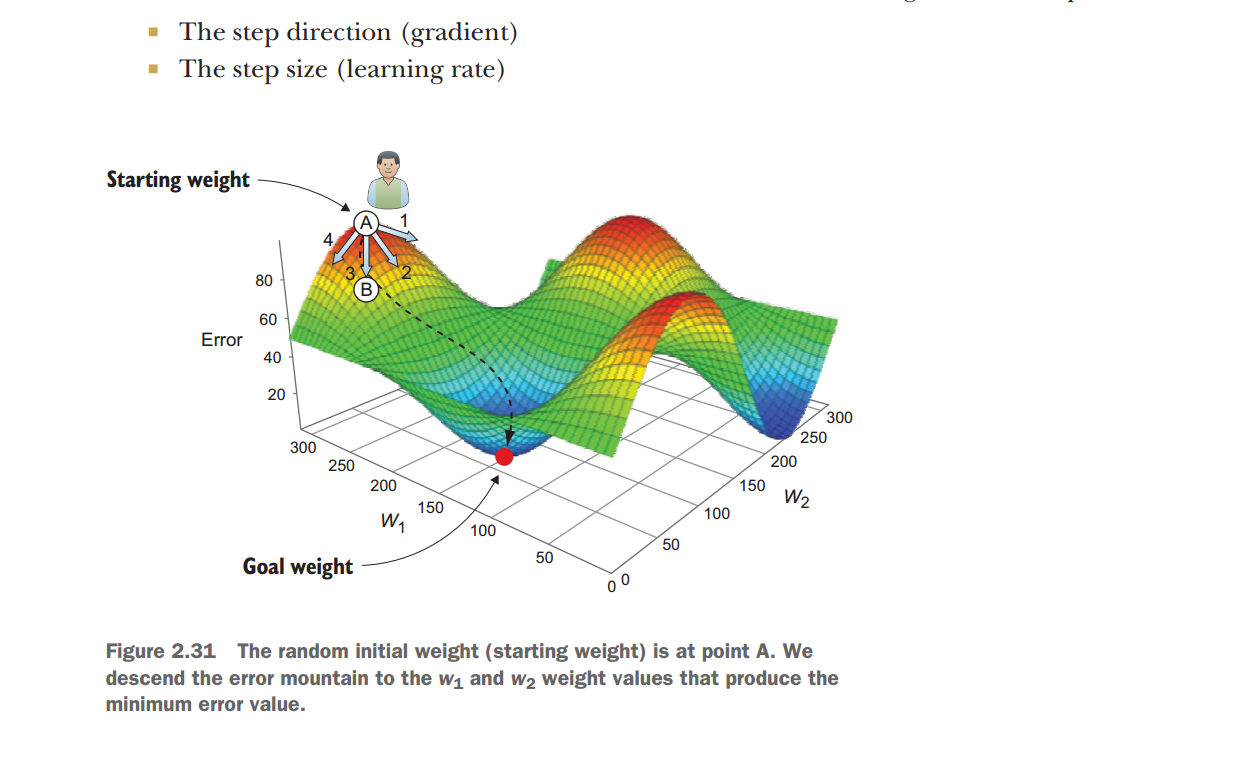 The step direction (gradient)
The step size (learning rate)
Starting weight
A
1
4
3
2
B
80
60
Error
40
20
300
250
200
150
W1
100
50
0
0
50
100
150
W2
200
250
300
Goal weight
Figure 2.31 The random initial weight (starting weight) is at point A. We
descend the error mountain to the w1 and w2 weight values that produce the
minimum error value.